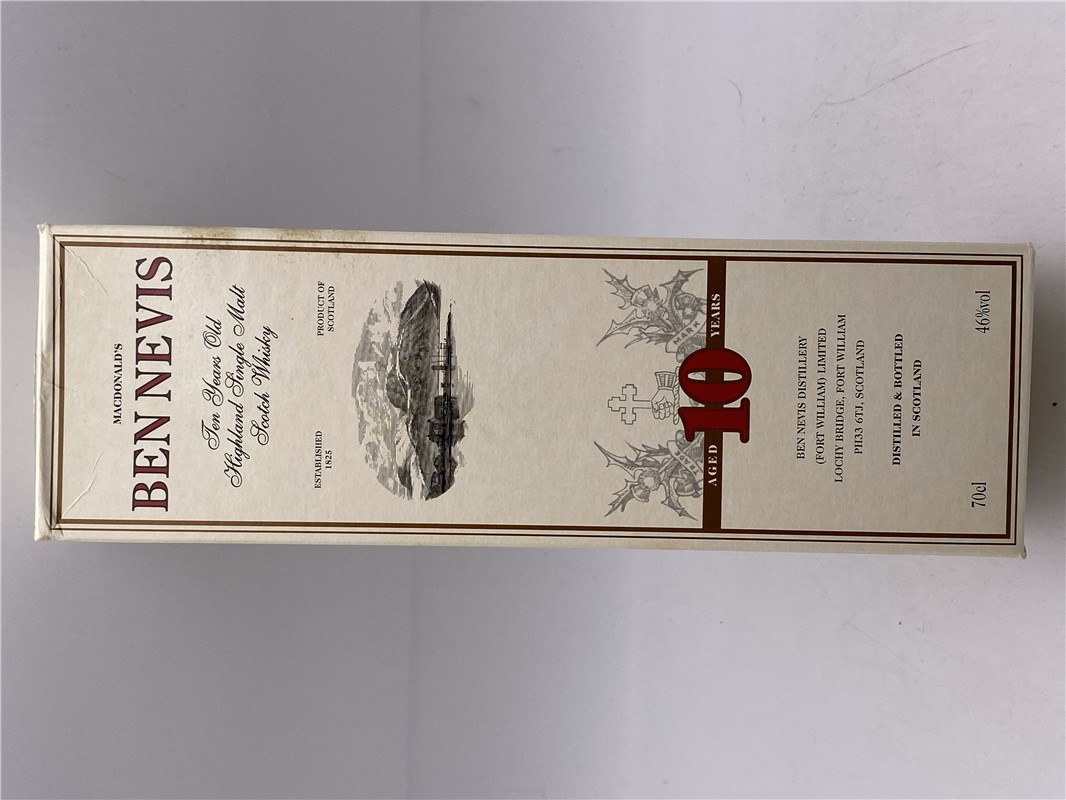 MACDONALD'S
BEN NEVIS
Ten Years Old
Highland Single Malt
Scotch Whisky
ESTABLISHED
1825
PRODUCT OF
SCOTLAND
AGED 10 YEARS
BEN NEVIS DISTILLERY
(FORT WILLIAM) LIMITED
LOCHY BRIDGE, FORT WILLIAM
PH33 6TJ, SCOTLAND
DISTILLED & BOTTLED
IN SCOTLAND
70cl
46%vol